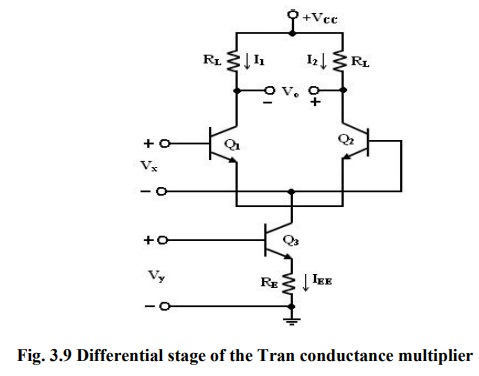 +Vcc
RL I1 I2 RL
Vo
- +
+ Q1 Q2
Vx
-
+ Q3
Vy RE IEE
-
Fig. 3.9 Differential stage of the Tran conductance multiplier